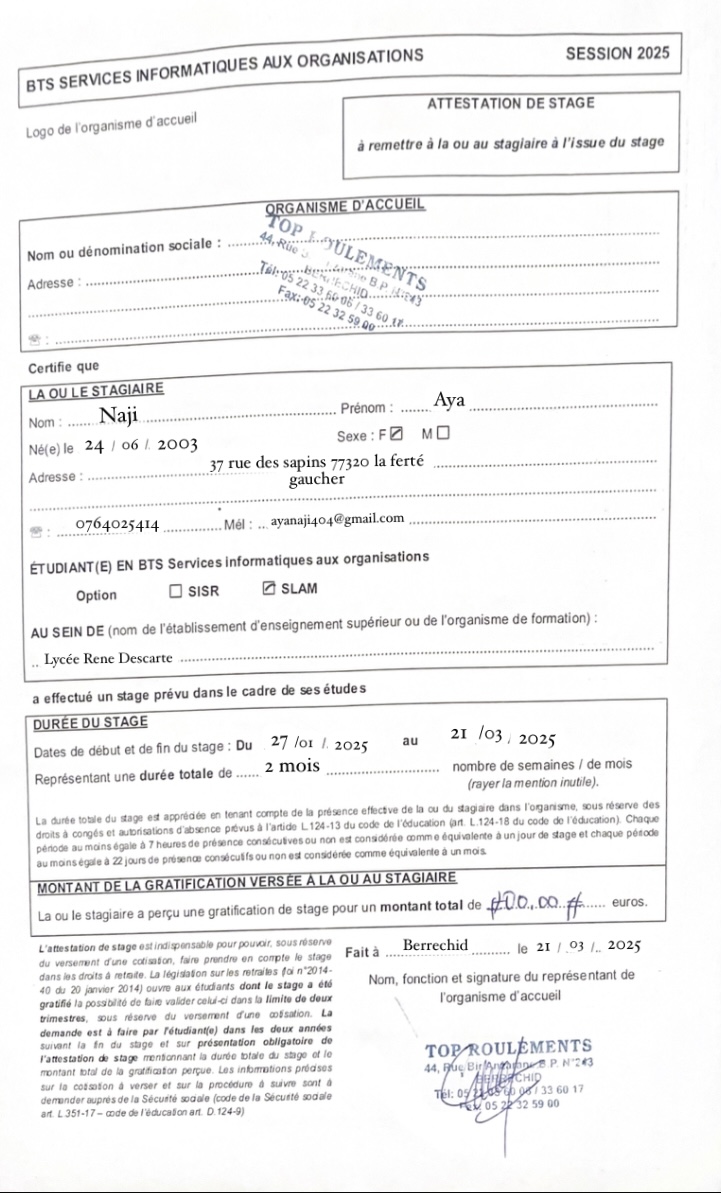 BTS SERVICES INFORMATIQUES AUX ORGANISATIONS SESSION 2025
Logo de l'organisme d'accueil
ATTESTATION DE STAGE
à remettre à la ou au stagiaire à l'issue du stage
ORGANISME D'ACCUEIL
Nom ou dénomination sociale :
TOP ROULEMENTS
44, Rue B.P. N°243
Adresse :
BERRECHID
Tél: 05 22 33 60 06 / 33 60 17
Fax: 05 22 32 59 00
☏ :
Certifie que
LA OU LE STAGIAIRE
Nom : Naji Prénom : Aya
Né(e) le 24 / 06 / 2003 Sexe : F ☑ M ☐
Adresse : 37 rue des sapins 77320 la ferté
gaucher
☏ : 0764025414 Mél : ayanaji404@gmail.com
ÉTUDIANT(E) EN BTS Services informatiques aux organisations
Option ☐ SISR ☑ SLAM
AU SEIN DE (nom de l'établissement d'enseignement supérieur ou de l'organisme de formation) :
Lycée Rene Descarte
a effectué un stage prévu dans le cadre de ses études
DURÉE DU STAGE
Dates de début et de fin du stage : Du 27 /01 / 2025 au 21 /03 / 2025
Représentant une durée totale de 2 mois nombre de semaines / de mois
(rayer la mention inutile).
La durée totale du stage est appréciée en tenant compte de la présence effective de la ou du stagiaire dans l'organisme, sous réserve des
droits à congés et autorisations d'absence prévus à l'article L.124-13 du code de l'éducation (art. L.124-18 du code de l'éducation). Chaque
période au moins égale à 7 heures de présence consécutives ou non est considérée comme équivalente à un jour de stage et chaque période
au moins égale à 22 jours de présence consécutifs ou non est considérée comme équivalente à un mois.
MONTANT DE LA GRATIFICATION VERSÉE À LA OU AU STAGIAIRE
La ou le stagiaire a perçu une gratification de stage pour un montant total de euros.
L'attestation de stage est indispensable pour pouvoir, sous réserve
du versement d'une cotisation, faire prendre en compte le stage
dans les droits à retraite. La législation sur les retraites (loi n°2014-
40 du 20 janvier 2014) ouvre aux étudiants dont le stage a été
gratifié la possibilité de faire valider celui-ci dans la limite de deux
trimestres, sous réserve du versement d'une cotisation. La
demande est à faire par l'étudiant(e) dans les deux années
suivant la fin du stage et sur présentation obligatoire de
l'attestation de stage mentionnant la durée totale du stage et le
montant total de la gratification perçue. Les informations précises
sur la cotisation à verser et sur la procédure à suivre sont à
demander auprès de la Sécurité sociale (code de la Sécurité sociale
art. L.351-17 – code de l'éducation art. D.124-9)
Fait à Berrechid le 21 / 03 / 2025
Nom, fonction et signature du représentant de
l'organisme d'accueil
TOP ROULEMENTS
44, Rue Bir B.P. N°243
BERRECHID
Tél: 05 22 33 60 06 / 33 60 17
Fax: 05 22 32 59 00